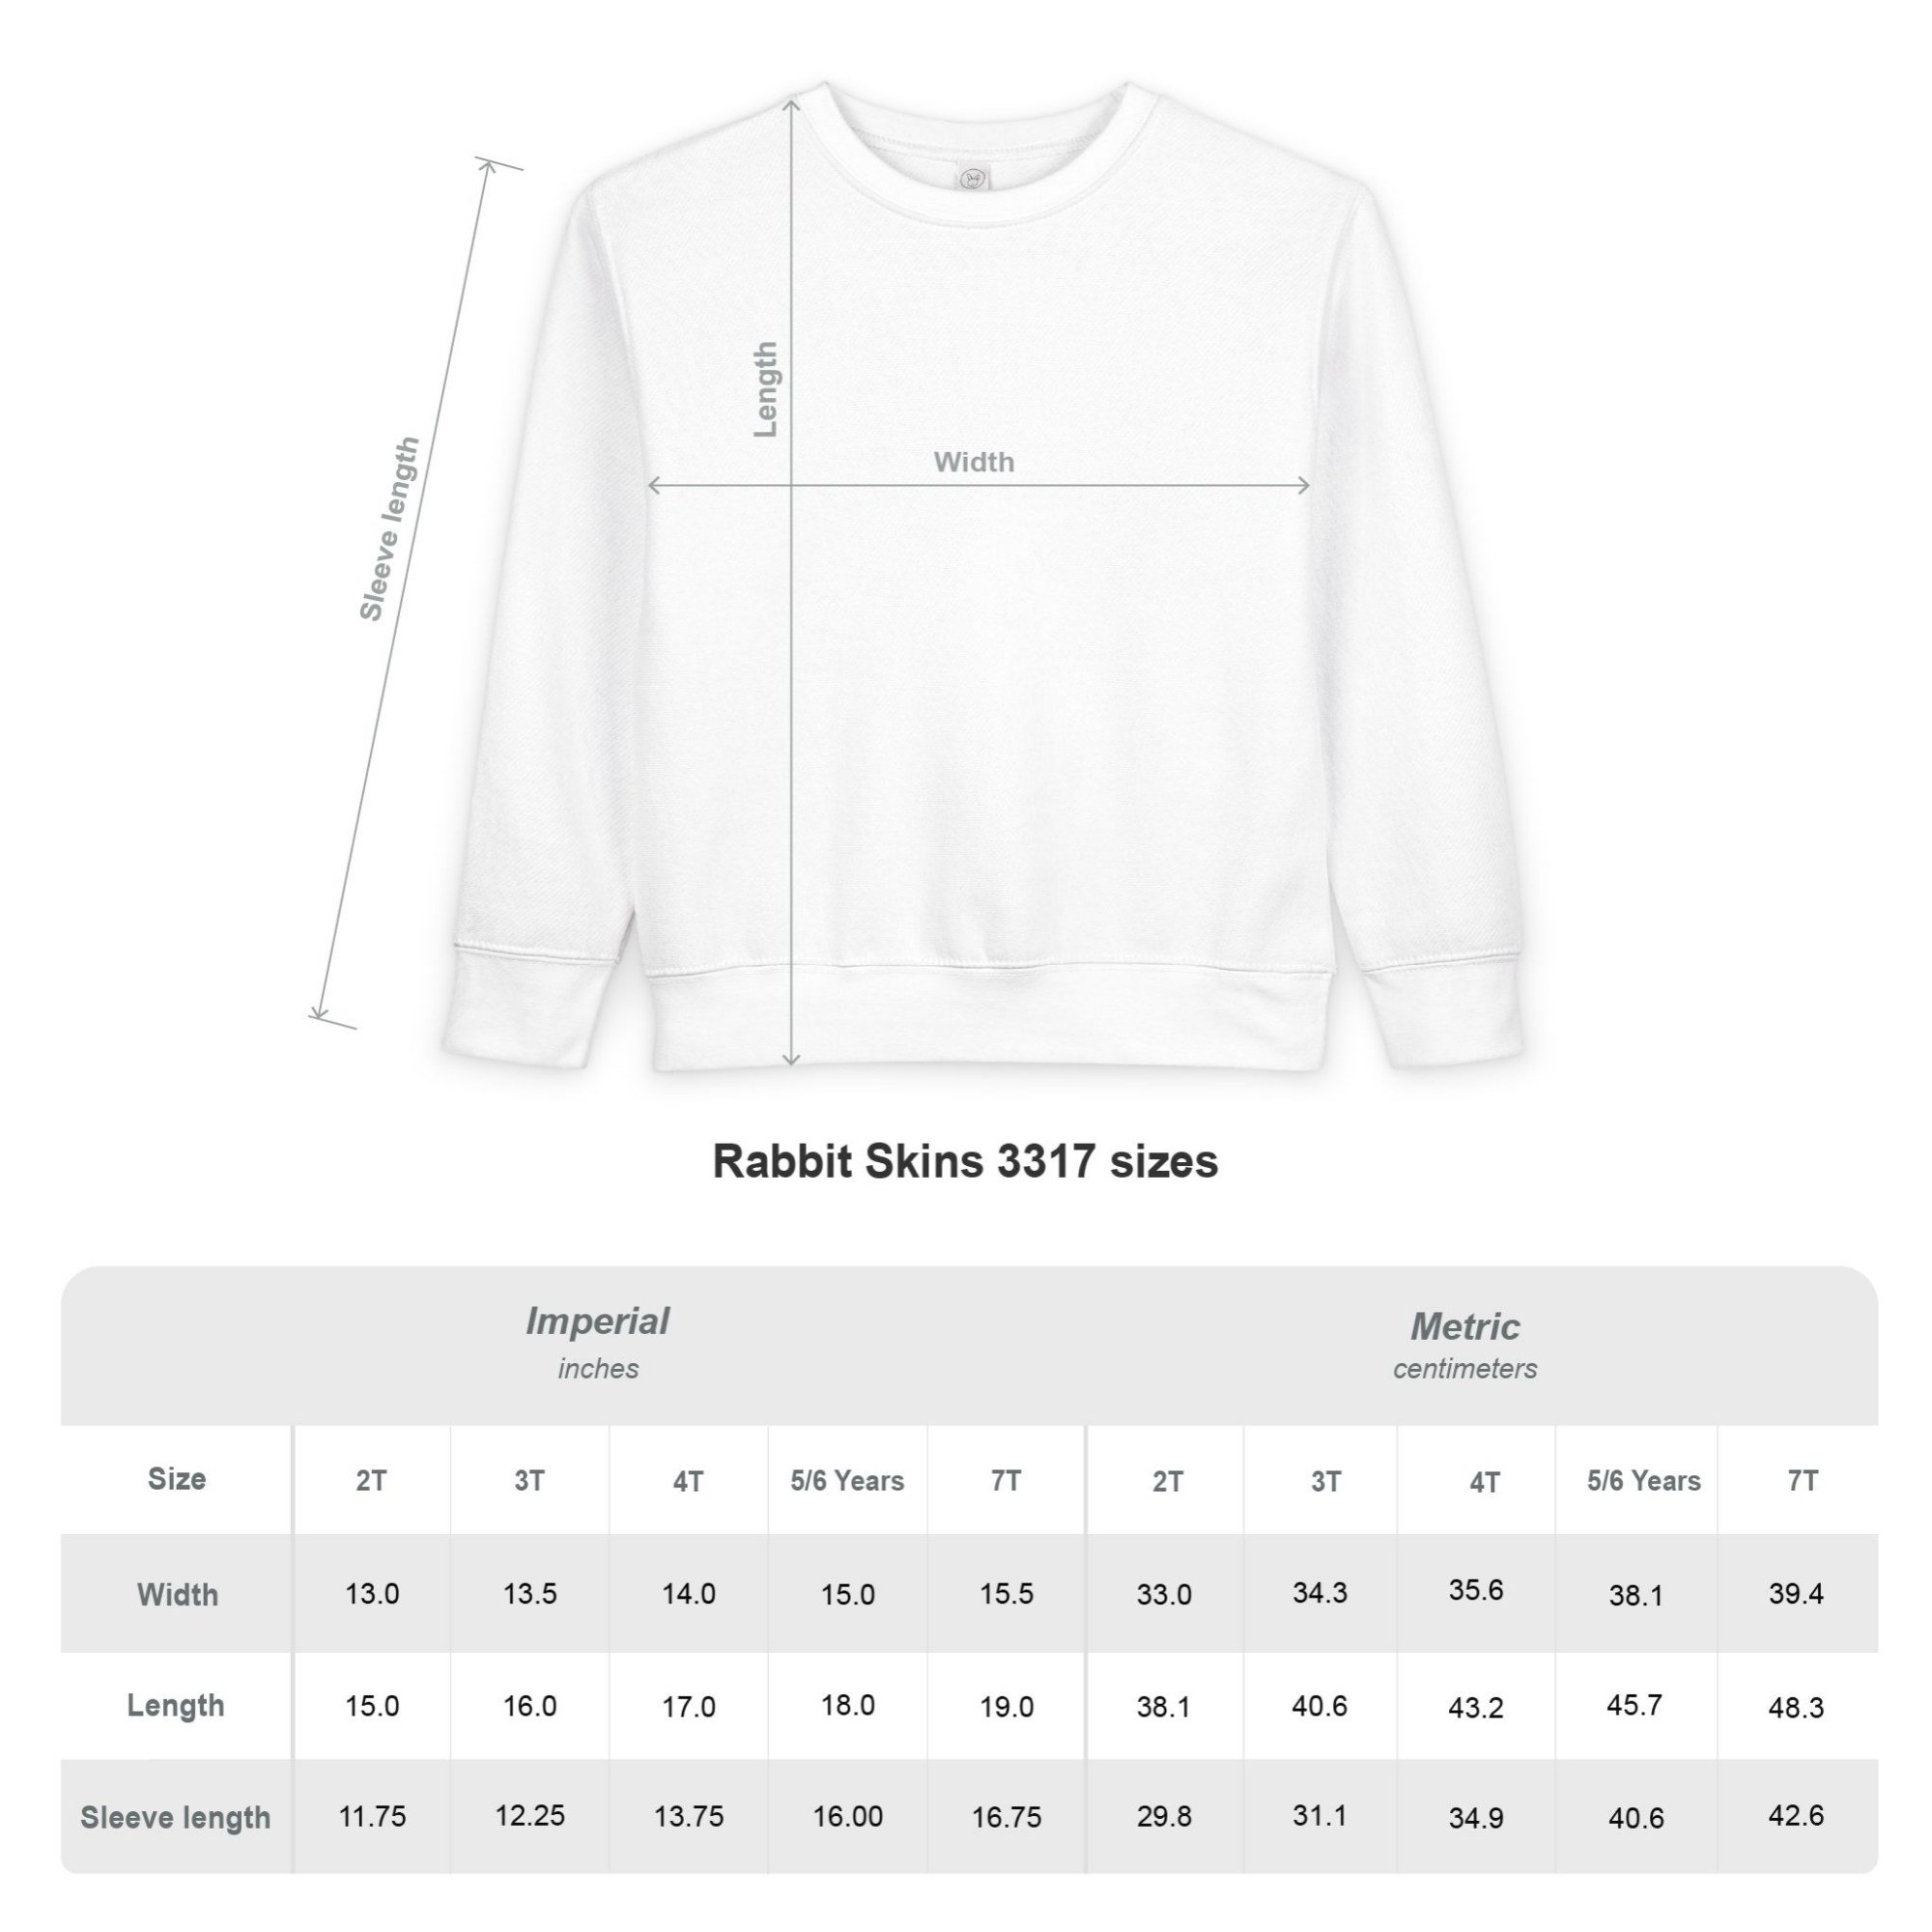 Length
Width
Sleeve length
Rabbit Skins 3317 sizes
Imperial Metric
inches centimeters
Size 2T 3T 4T 5/6 Years 7T 2T 3T 4T 5/6 Years 7T
Width 13.0 13.5 14.0 15.0 15.5 33.0 34.3 35.6 38.1 39.4
Length 15.0 16.0 17.0 18.0 19.0 38.1 40.6 43.2 45.7 48.3
Sleeve length 11.75 12.25 13.75 16.00 16.75 29.8 31.1 34.9 40.6 42.6